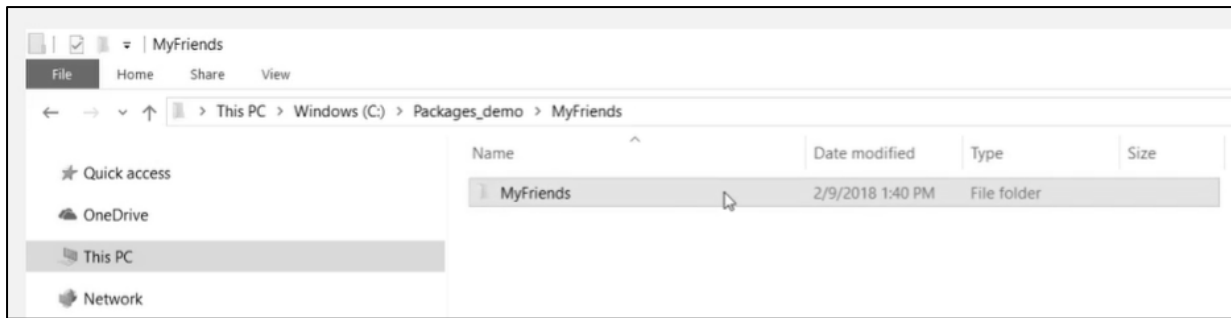 MyFriends
File Home Share View
This PC > Windows (C:) > Packages_demo > MyFriends
Name Date modified Type Size
Quick access
MyFriends 2/9/2018 1:40 PM File folder
OneDrive
This PC
Network